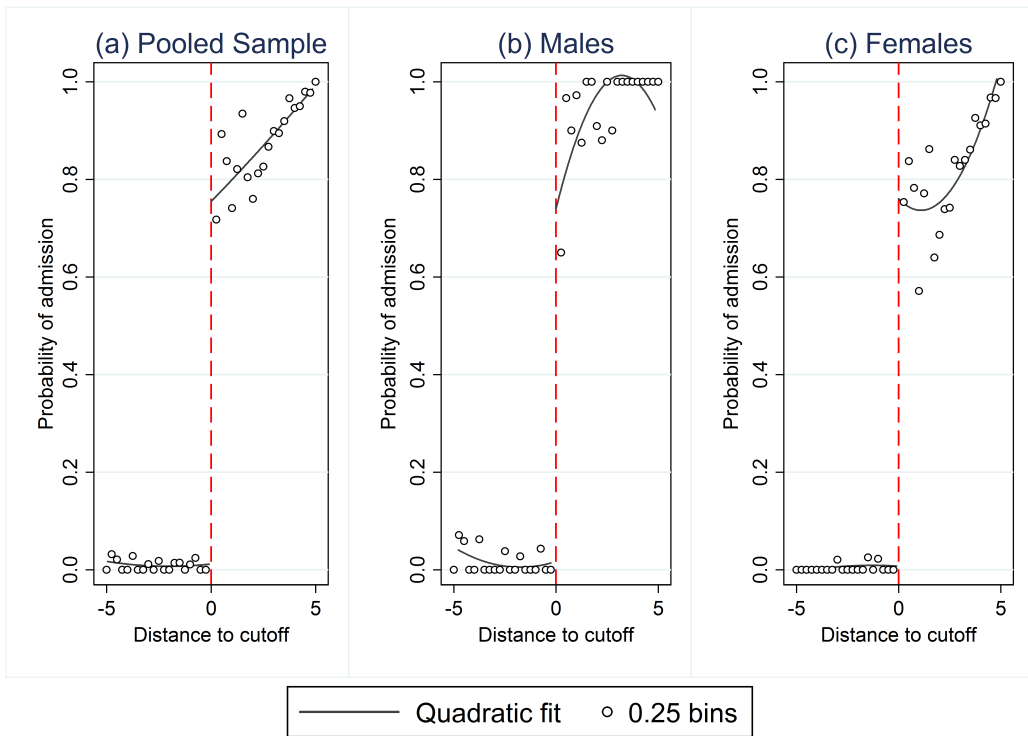 (a) Pooled Sample
Probability of admission
1.0
0.8
0.6
0.4
0.2
0.0
-5 0 5
Distance to cutoff
(b) Males
Probability of admission
1.0
0.8
0.6
0.4
0.2
0.0
-5 0 5
Distance to cutoff
(c) Females
Probability of admission
1.0
0.8
0.6
0.4
0.2
0.0
-5 0 5
Distance to cutoff
Quadratic fit 0.25 bins